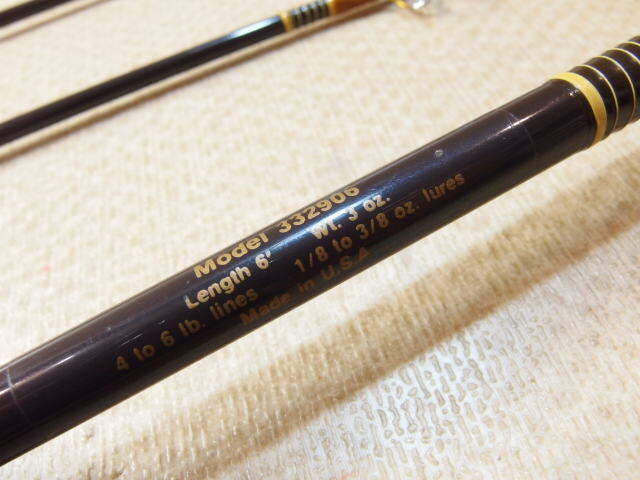 Model 332906
Length 6' Wt. 3 oz.
4 to 6 lb. lines 1/8 to 3/8 oz. lures
Made in U.S.A